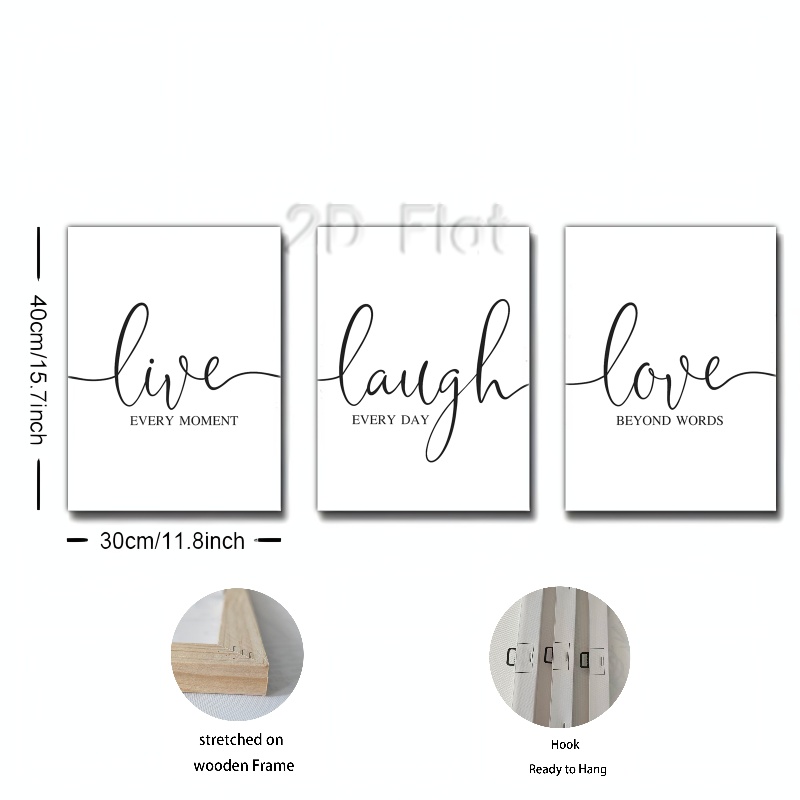 2D Flat
40cm/15.7inch
live
EVERY MOMENT
laugh
EVERY DAY
love
BEYOND WORDS
30cm/11.8inch
stretched on
wooden Frame
Hook
Ready to Hang